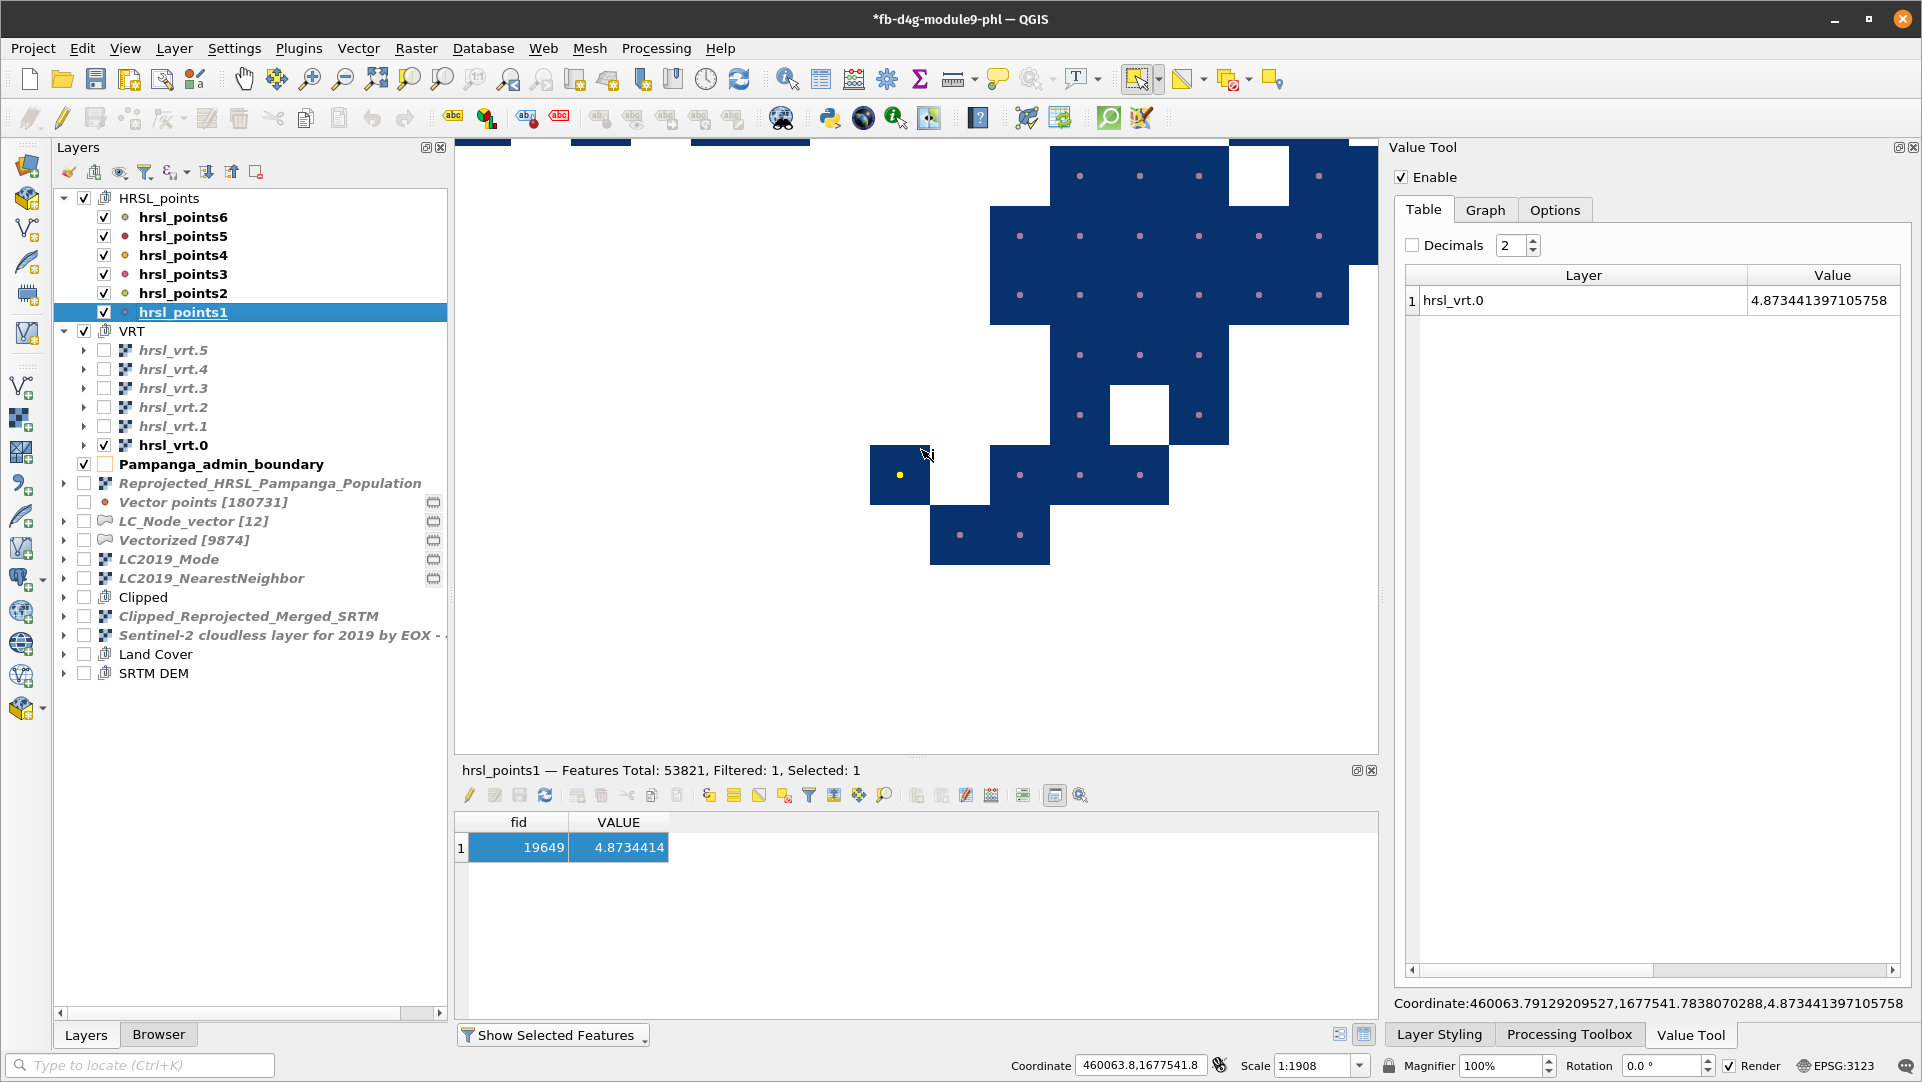 *fb-d4g-module9-phl — QGIS
Project Edit View Layer Settings Plugins Vector Raster Database Web Mesh Processing Help
Layers
HRSL_points
hrsl_points6
hrsl_points5
hrsl_points4
hrsl_points3
hrsl_points2
hrsl_points1
VRT
hrsl_vrt.5
hrsl_vrt.4
hrsl_vrt.3
hrsl_vrt.2
hrsl_vrt.1
hrsl_vrt.0
Pampanga_admin_boundary
Reprojected_HRSL_Pampanga_Population
Vector points [180731]
LC_Node_vector [12]
Vectorized [9874]
LC2019_Mode
LC2019_NearestNeighbor
Clipped
Clipped_Reprojected_Merged_SRTM
Sentinel-2 cloudless layer for 2019 by EOX -
Land Cover
SRTM DEM
Layers Browser
hrsl_points1 — Features Total: 53821, Filtered: 1, Selected: 1
fid VALUE
1 19649 4.8734414
Show Selected Features
Value Tool
Enable
Table Graph Options
Decimals 2
Layer Value
1 hrsl_vrt.0 4.873441397105758
Coordinate:460063.79129209527,1677541.7838070288,4.873441397105758
Layer Styling Processing Toolbox Value Tool
Type to locate (Ctrl+K) Coordinate 460063.8,1677541.8 Scale 1:1908 Magnifier 100% Rotation 0.0 ° Render EPSG:3123